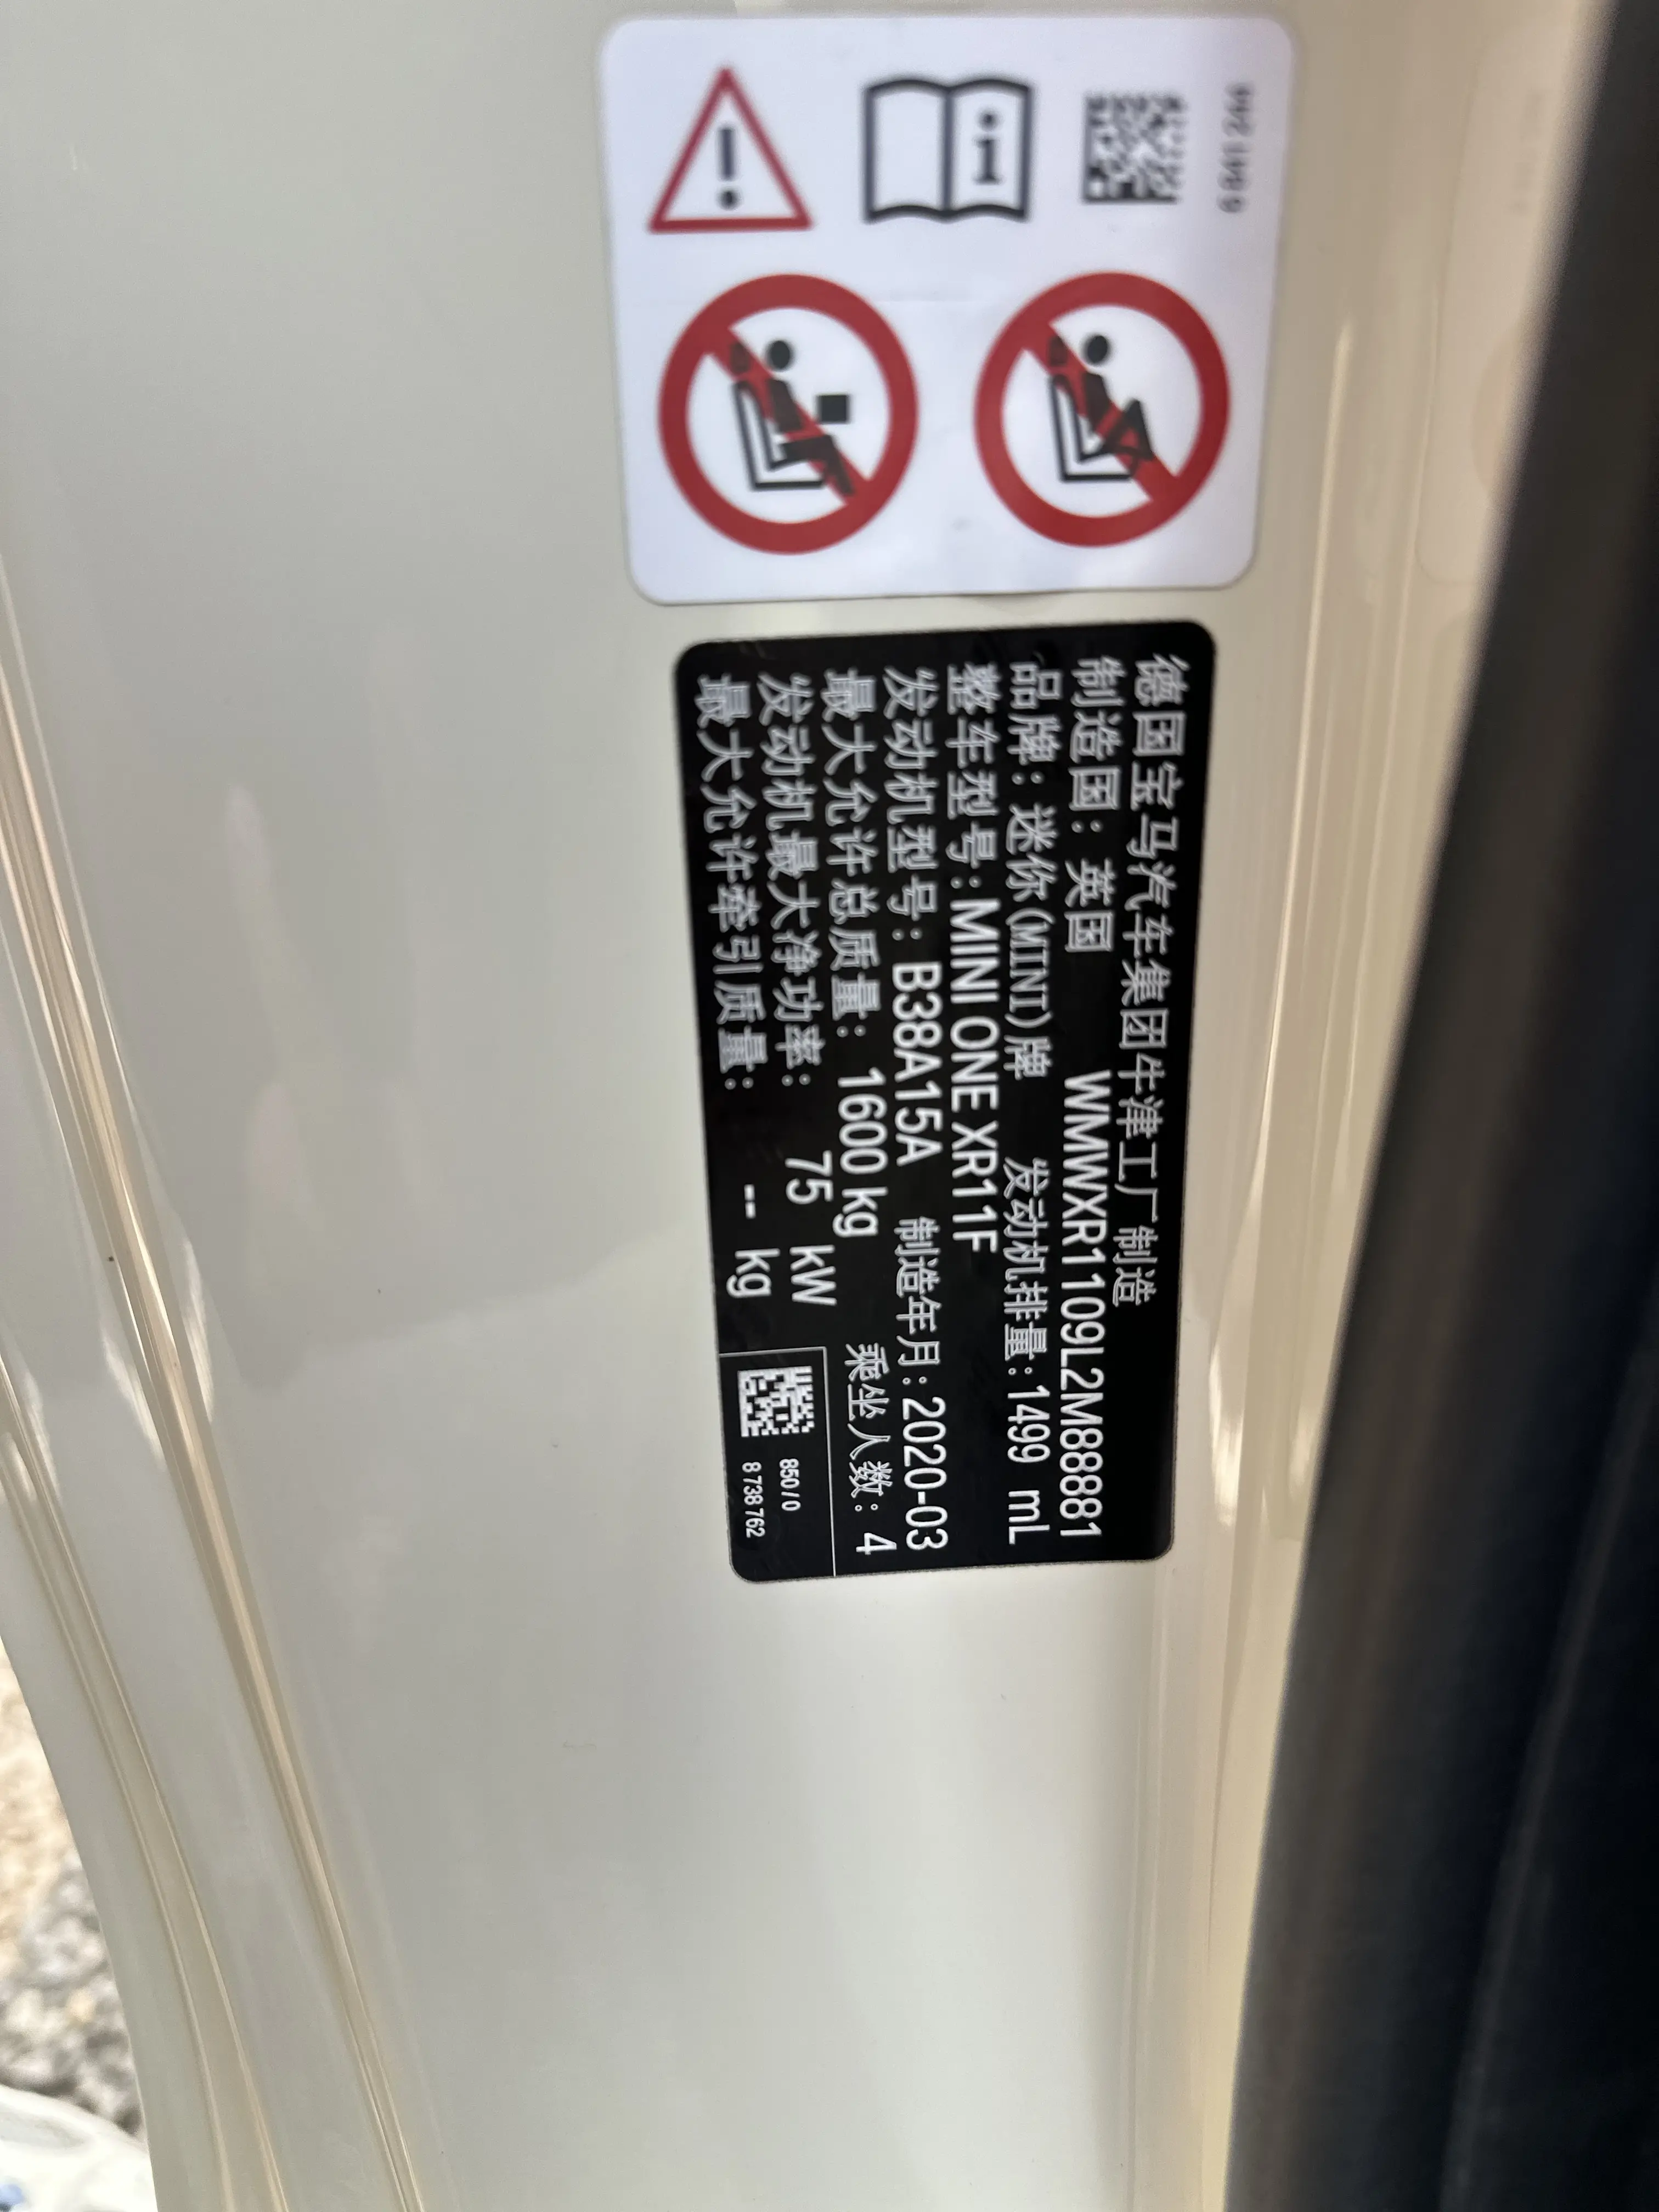 6 841 244
德国宝马汽车集团牛津工厂制造
制造国：英国 WMWXR1109L2M88881
品牌：迷你(MINI)牌 发动机排量：1499 mL
整车型号：MINI ONE XR11F
发动机型号：B38A15A 制造年月：2020-03
最大允许总质量：1600 kg 乘坐人数：4
发动机最大净功率：75 kW
最大允许牵引质量：-- kg
850/0
8 738 762